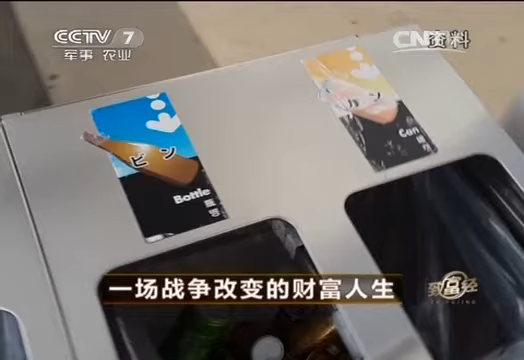 CCTV 7
军事 农业
CN资料
ビン
Bottle
カン
Can
一场战争改变的财富人生
致富经